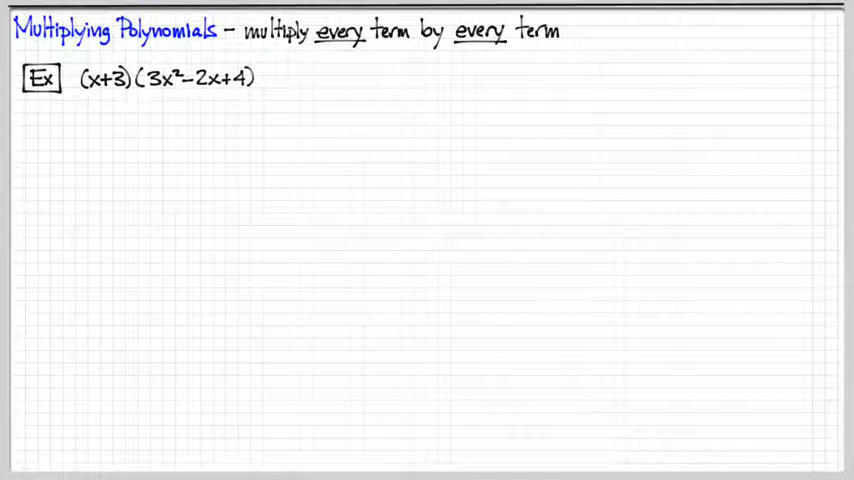 Multiplying Polynomials - multiply every term by every term
Ex (x+3)(3x²-2x+4)